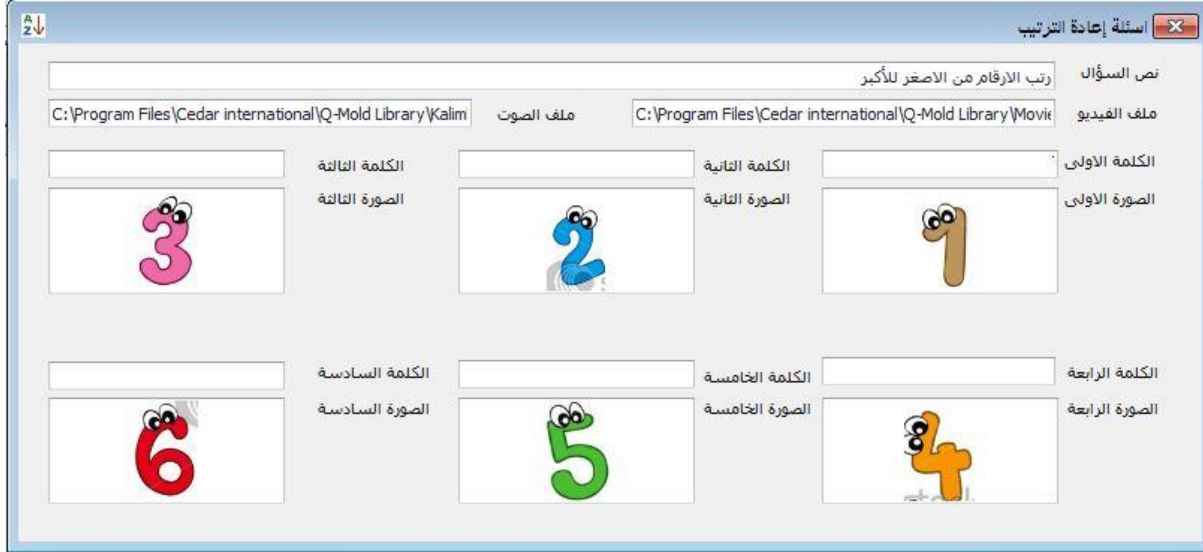 اسئلة إعادة الترتيب
نص السؤال رتب الارقام من الاصغر للأكبر
ملف الفيديو C:\Program Files\Cedar international\Q-Mold Library\Movie ملف الصوت C:\Program Files\Cedar international\Q-Mold Library\Kalim
الكلمة الاولى الكلمة الثانية الكلمة الثالثة
الصورة الاولى الصورة الثانية الصورة الثالثة
1 2 3
الكلمة الرابعة الكلمة الخامسة الكلمة السادسة
الصورة الرابعة الصورة الخامسة الصورة السادسة
4 5 6